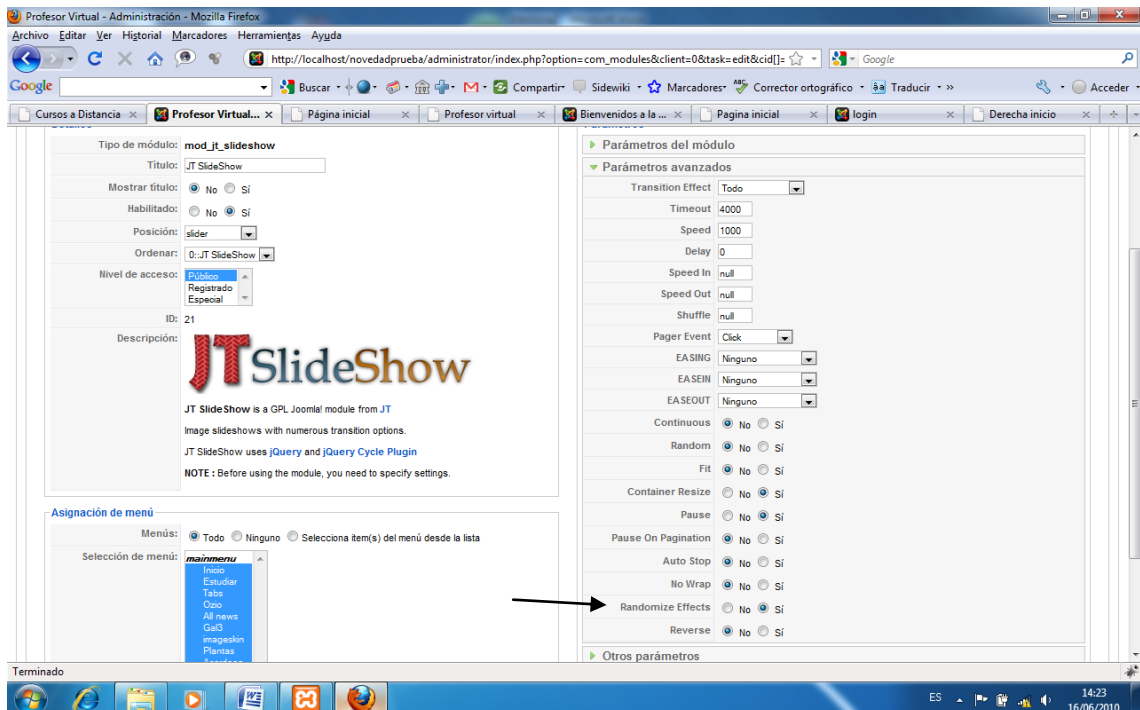 Profesor Virtual - Administración - Mozilla Firefox
Archivo Editar Ver Historial Marcadores Herramientas Ayuda
http://localhost/novedadprueba/administrator/index.php?option=com_modules&client=0&task=edit&cid[]=
Google
Google Buscar Compartir Sidewiki Marcadores Corrector ortográfico Traducir » Acceder
Cursos a Distancia Profesor Virtual... Página inicial Profesor virtual Bienvenidos a la ... Pagina inicial login Derecha inicio
Detalles
Tipo de módulo: mod_jt_slideshow
Título: JT SlideShow
Mostrar título: No Sí
Habilitado: No Sí
Posición: slider
Ordenar: 0::JT SlideShow
Nivel de acceso: Público
Registrado
Especial
ID: 21
Descripción:
JT SlideShow
JT SlideShow is a GPL Joomla! module from JT
Image slideshows with numerous transition options.
JT SlideShow uses jQuery and jQuery Cycle Plugin
NOTE : Before using the module, you need to specify settings.
Asignación de menú
Menús: Todo Ninguno Selecciona item(s) del menú desde la lista
Selección de menú: mainmenu
Inicio
Estudiar
Tabs
Ozio
All news
Gal3
imageskin
Plantas
Parámetros
Parámetros del módulo
Parámetros avanzados
Transition Effect Todo
Timeout 4000
Speed 1000
Delay 0
Speed In null
Speed Out null
Shuffle null
Pager Event Click
EASING Ninguno
EASEIN Ninguno
EASEOUT Ninguno
Continuous No Sí
Random No Sí
Fit No Sí
Container Resize No Sí
Pause No Sí
Pause On Pagination No Sí
Auto Stop No Sí
No Wrap No Sí
Randomize Effects No Sí
Reverse No Sí
Otros parámetros
Terminado
ES
14:23
16/06/2010